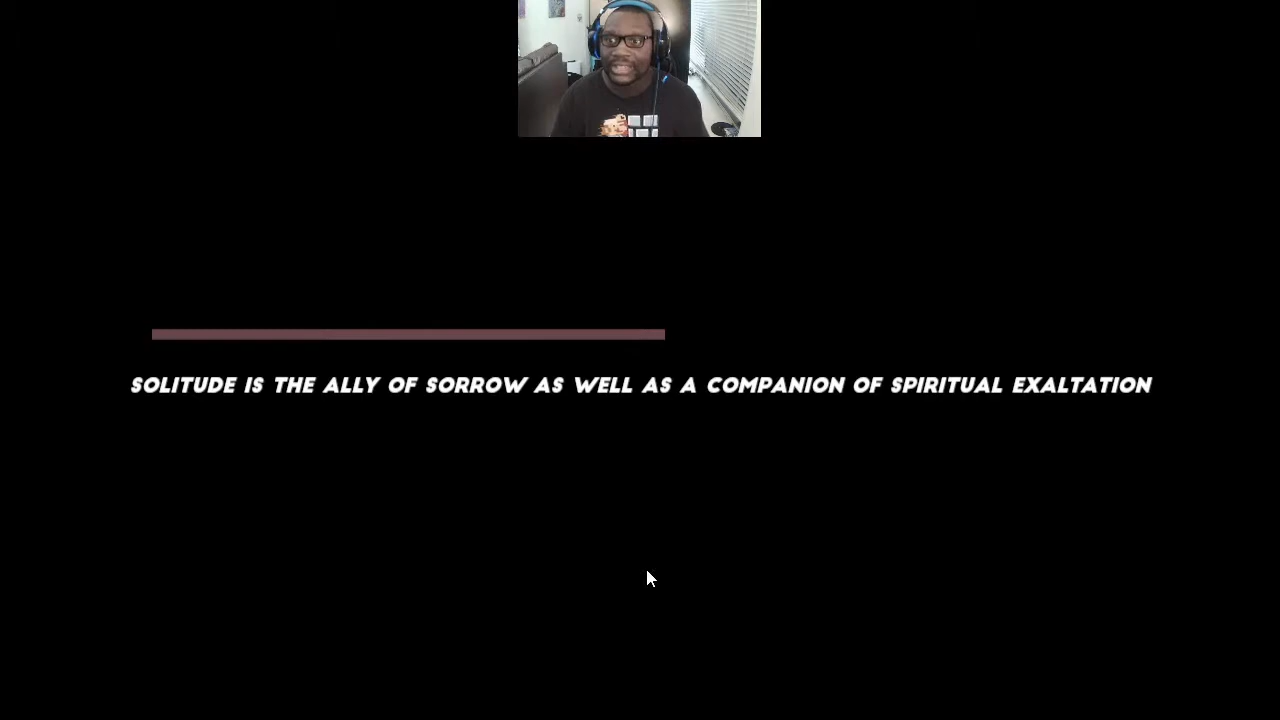 SOLITUDE IS THE ALLY OF SORROW AS WELL AS A COMPANION OF SPIRITUAL EXALTATION